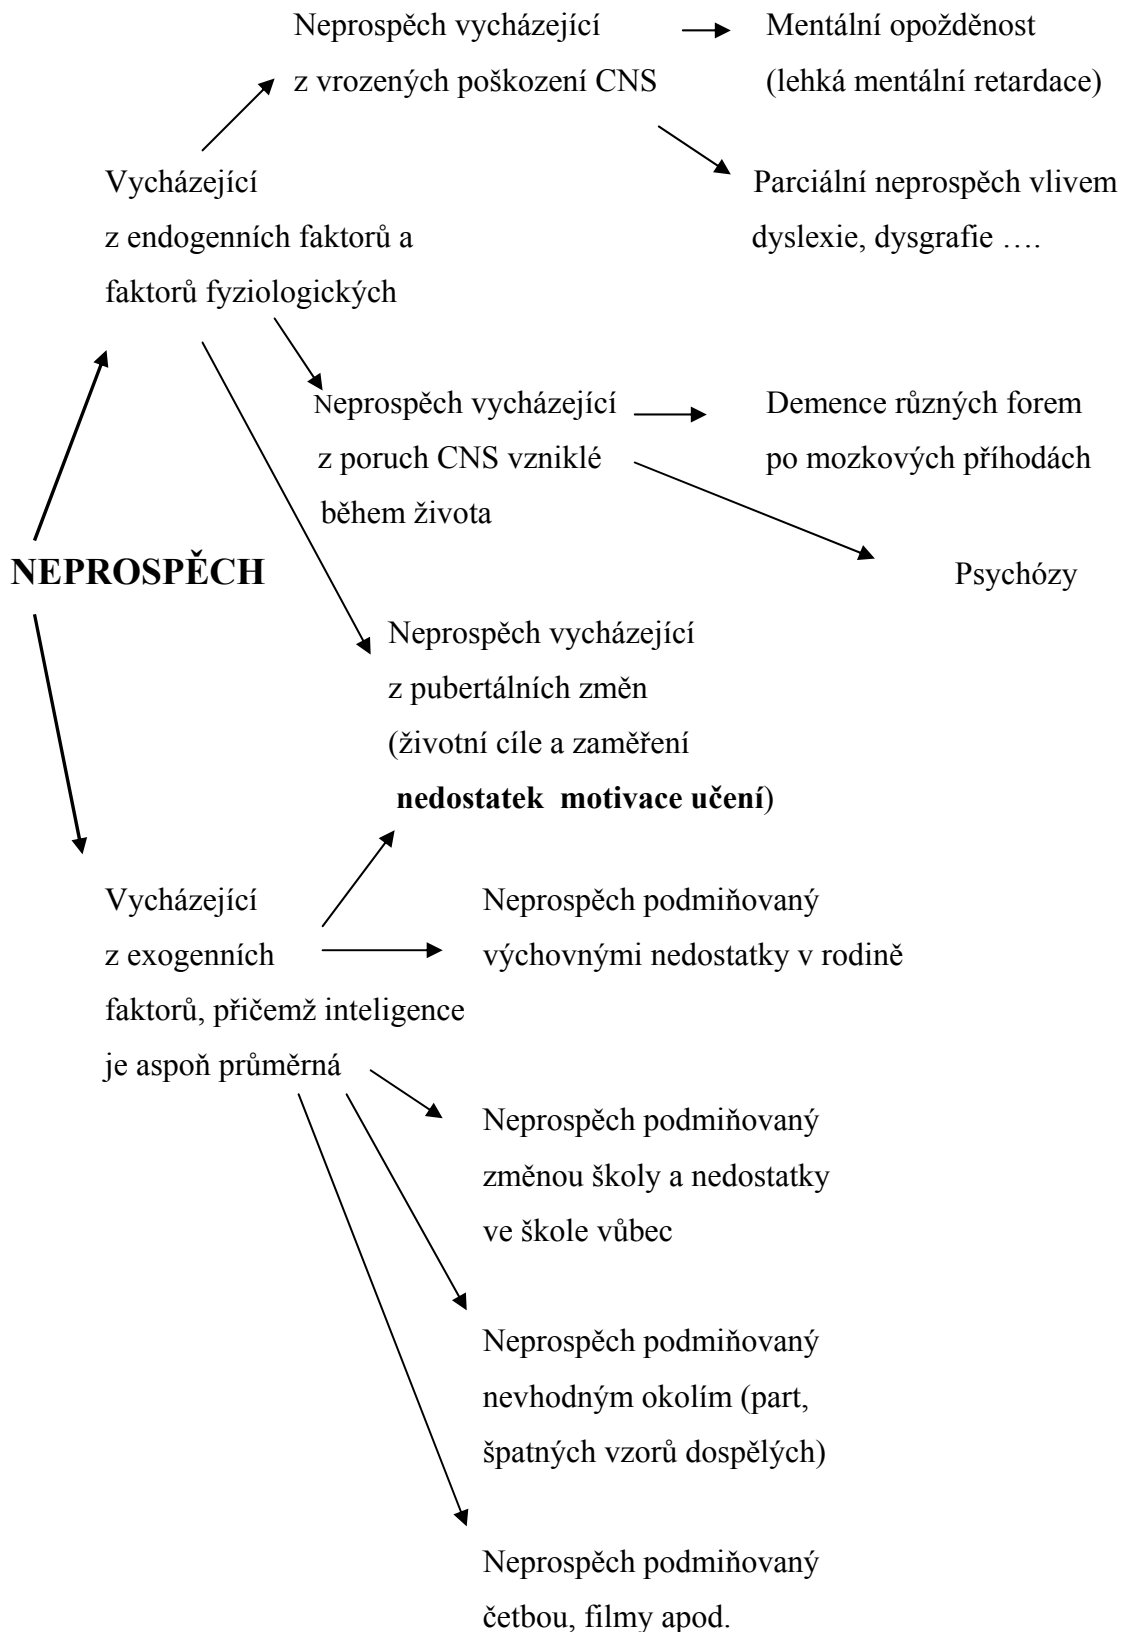 Neprospěch vycházející
z vrozených poškození CNS
Mentální opožděnost
(lehká mentální retardace)
Vycházející
z endogenních faktorů a
faktorů fyziologických
Parciální neprospěch vlivem
dyslexie, dysgrafie ….
Neprospěch vycházející
z poruch CNS vzniklé
během života
Demence různých forem
po mozkových příhodách
NEPROSPĚCH
Psychózy
Neprospěch vycházející
z pubertálních změn
(životní cíle a zaměření
nedostatek motivace učení)
Vycházející
z exogenních
faktorů, přičemž inteligence
je aspoň průměrná
Neprospěch podmiňovaný
výchovnými nedostatky v rodině
Neprospěch podmiňovaný
změnou školy a nedostatky
ve škole vůbec
Neprospěch podmiňovaný
nevhodným okolím (part,
špatných vzorů dospělých)
Neprospěch podmiňovaný
četbou, filmy apod.